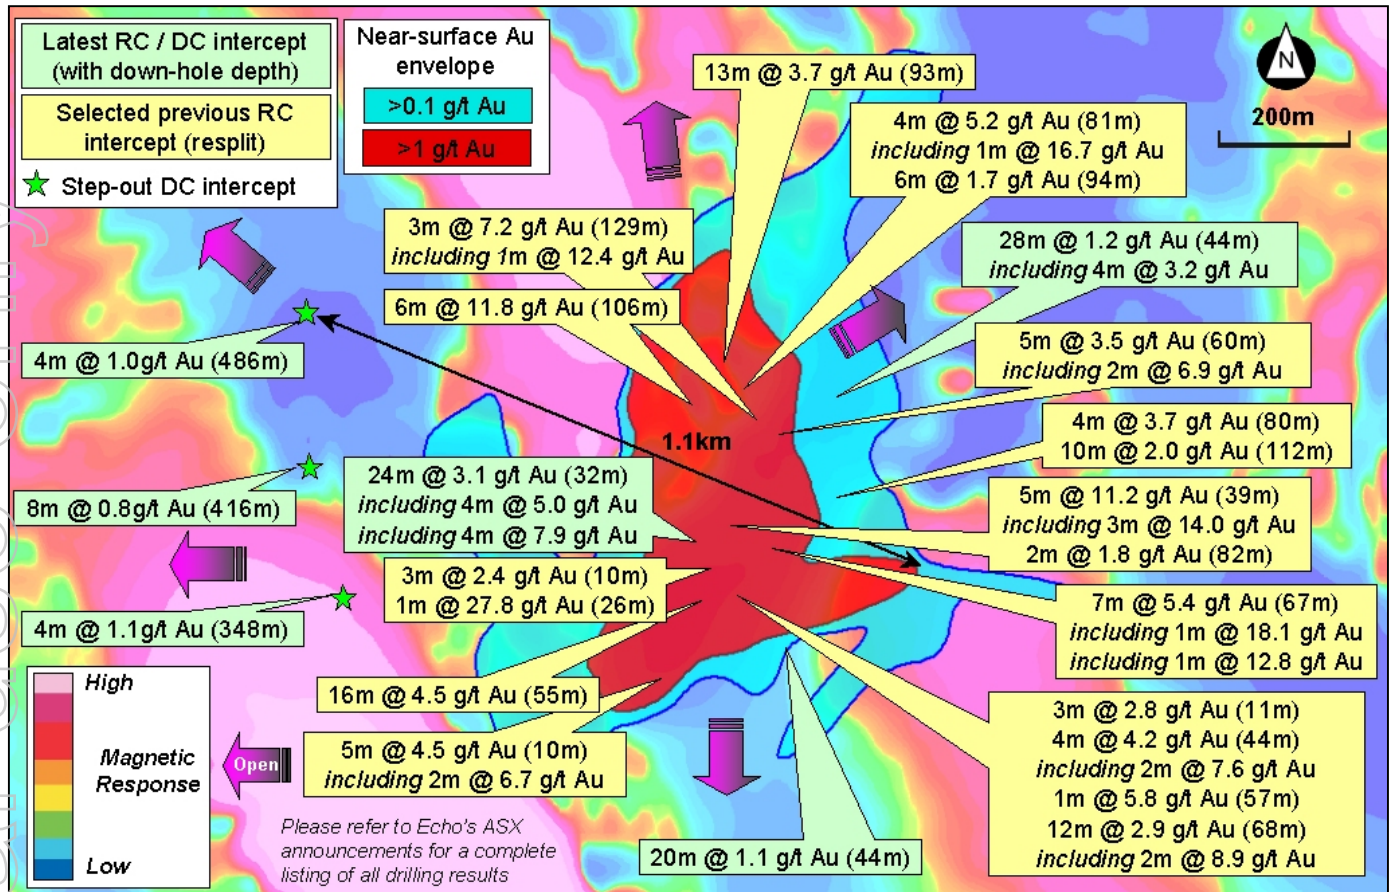 Latest RC / DC intercept
(with down-hole depth)
Selected previous RC
intercept (resplit)
Step-out DC intercept
Near-surface Au
envelope
>0.1 g/t Au
>1 g/t Au
N
200m
13m @ 3.7 g/t Au (93m)
4m @ 5.2 g/t Au (81m)
including 1m @ 16.7 g/t Au
6m @ 1.7 g/t Au (94m)
3m @ 7.2 g/t Au (129m)
including 1m @ 12.4 g/t Au
28m @ 1.2 g/t Au (44m)
including 4m @ 3.2 g/t Au
6m @ 11.8 g/t Au (106m)
4m @ 1.0g/t Au (486m)
5m @ 3.5 g/t Au (60m)
including 2m @ 6.9 g/t Au
1.1km
4m @ 3.7 g/t Au (80m)
10m @ 2.0 g/t Au (112m)
24m @ 3.1 g/t Au (32m)
including 4m @ 5.0 g/t Au
including 4m @ 7.9 g/t Au
8m @ 0.8g/t Au (416m)
5m @ 11.2 g/t Au (39m)
including 3m @ 14.0 g/t Au
2m @ 1.8 g/t Au (82m)
3m @ 2.4 g/t Au (10m)
1m @ 27.8 g/t Au (26m)
4m @ 1.1g/t Au (348m)
7m @ 5.4 g/t Au (67m)
including 1m @ 18.1 g/t Au
including 1m @ 12.8 g/t Au
16m @ 4.5 g/t Au (55m)
3m @ 2.8 g/t Au (11m)
4m @ 4.2 g/t Au (44m)
including 2m @ 7.6 g/t Au
1m @ 5.8 g/t Au (57m)
12m @ 2.9 g/t Au (68m)
including 2m @ 8.9 g/t Au
5m @ 4.5 g/t Au (10m)
including 2m @ 6.7 g/t Au
Open
High
Magnetic
Response
Low
Please refer to Echo's ASX
announcements for a complete
listing of all drilling results
20m @ 1.1 g/t Au (44m)